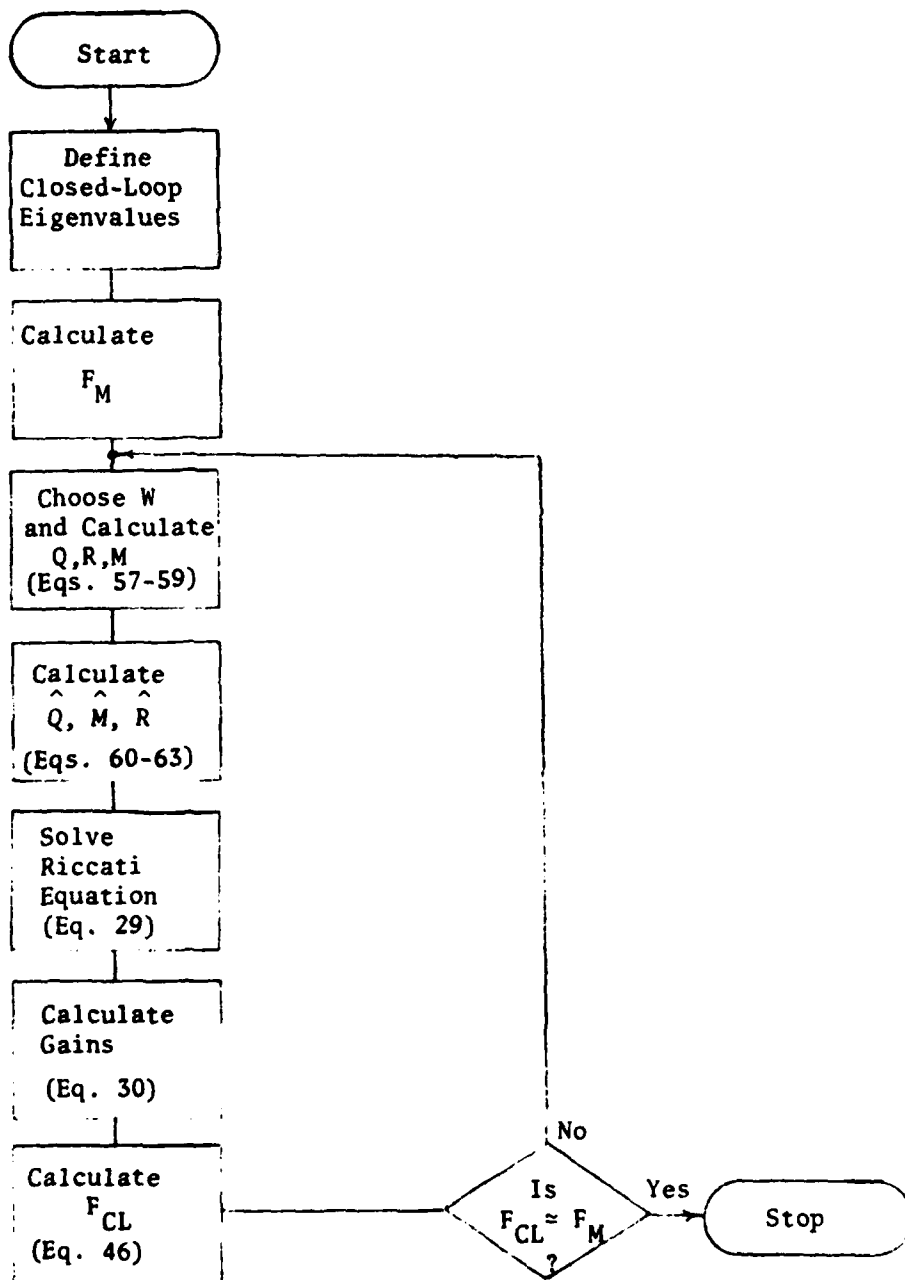 Start
Define
Closed-Loop
Eigenvalues
Calculate
F_M
Choose W
and Calculate
Q,R,M
(Eqs. 57-59)
Calculate
Q̂, M̂, R̂
(Eqs. 60-63)
Solve
Riccati
Equation
(Eq. 29)
Calculate
Gains
(Eq. 30)
Calculate
F_CL
(Eq. 46)
No
Is
F_CL ≃ F_M
?
Yes
Stop